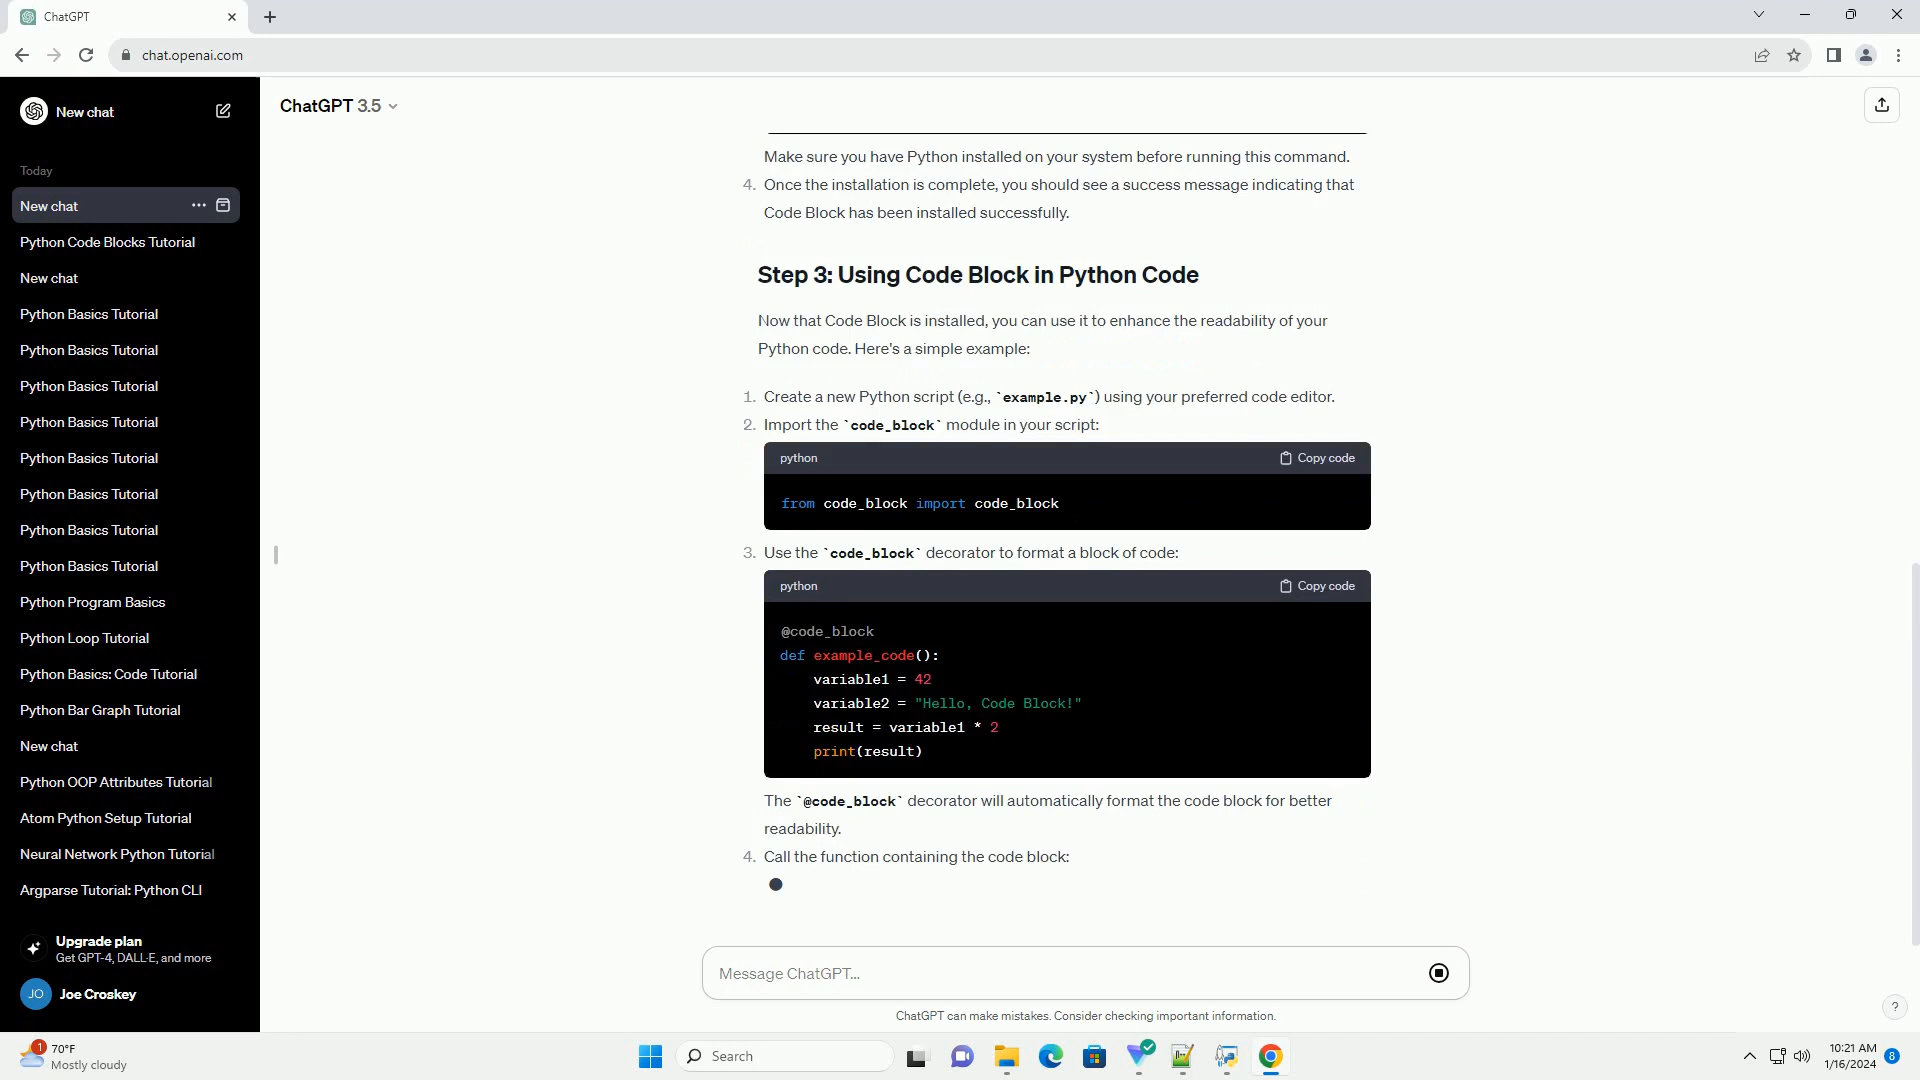 ChatGPT
chat.openai.com
New chat
Today
New chat
Python Code Blocks Tutorial
New chat
Python Basics Tutorial
Python Basics Tutorial
Python Basics Tutorial
Python Basics Tutorial
Python Basics Tutorial
Python Basics Tutorial
Python Basics Tutorial
Python Basics Tutorial
Python Program Basics
Python Loop Tutorial
Python Basics: Code Tutorial
Python Bar Graph Tutorial
New chat
Python OOP Attributes Tutorial
Atom Python Setup Tutorial
Neural Network Python Tutorial
Argparse Tutorial: Python CLI
Upgrade plan
Get GPT-4, DALL·E, and more
JO Joe Croskey
ChatGPT 3.5
Make sure you have Python installed on your system before running this command.
4. Once the installation is complete, you should see a success message indicating that
Code Block has been installed successfully.
Step 3: Using Code Block in Python Code
Now that Code Block is installed, you can use it to enhance the readability of your
Python code. Here's a simple example:
1. Create a new Python script (e.g., `example.py`) using your preferred code editor.
2. Import the `code_block` module in your script:
python Copy code
from code_block import code_block
3. Use the `code_block` decorator to format a block of code:
python Copy code
@code_block
def example_code():
    variable1 = 42
    variable2 = "Hello, Code Block!"
    result = variable1 * 2
    print(result)
The `@code_block` decorator will automatically format the code block for better
readability.
4. Call the function containing the code block:
Message ChatGPT...
ChatGPT can make mistakes. Consider checking important information.
?
1
70°F
Mostly cloudy
Search
10:21 AM
1/16/2024
8